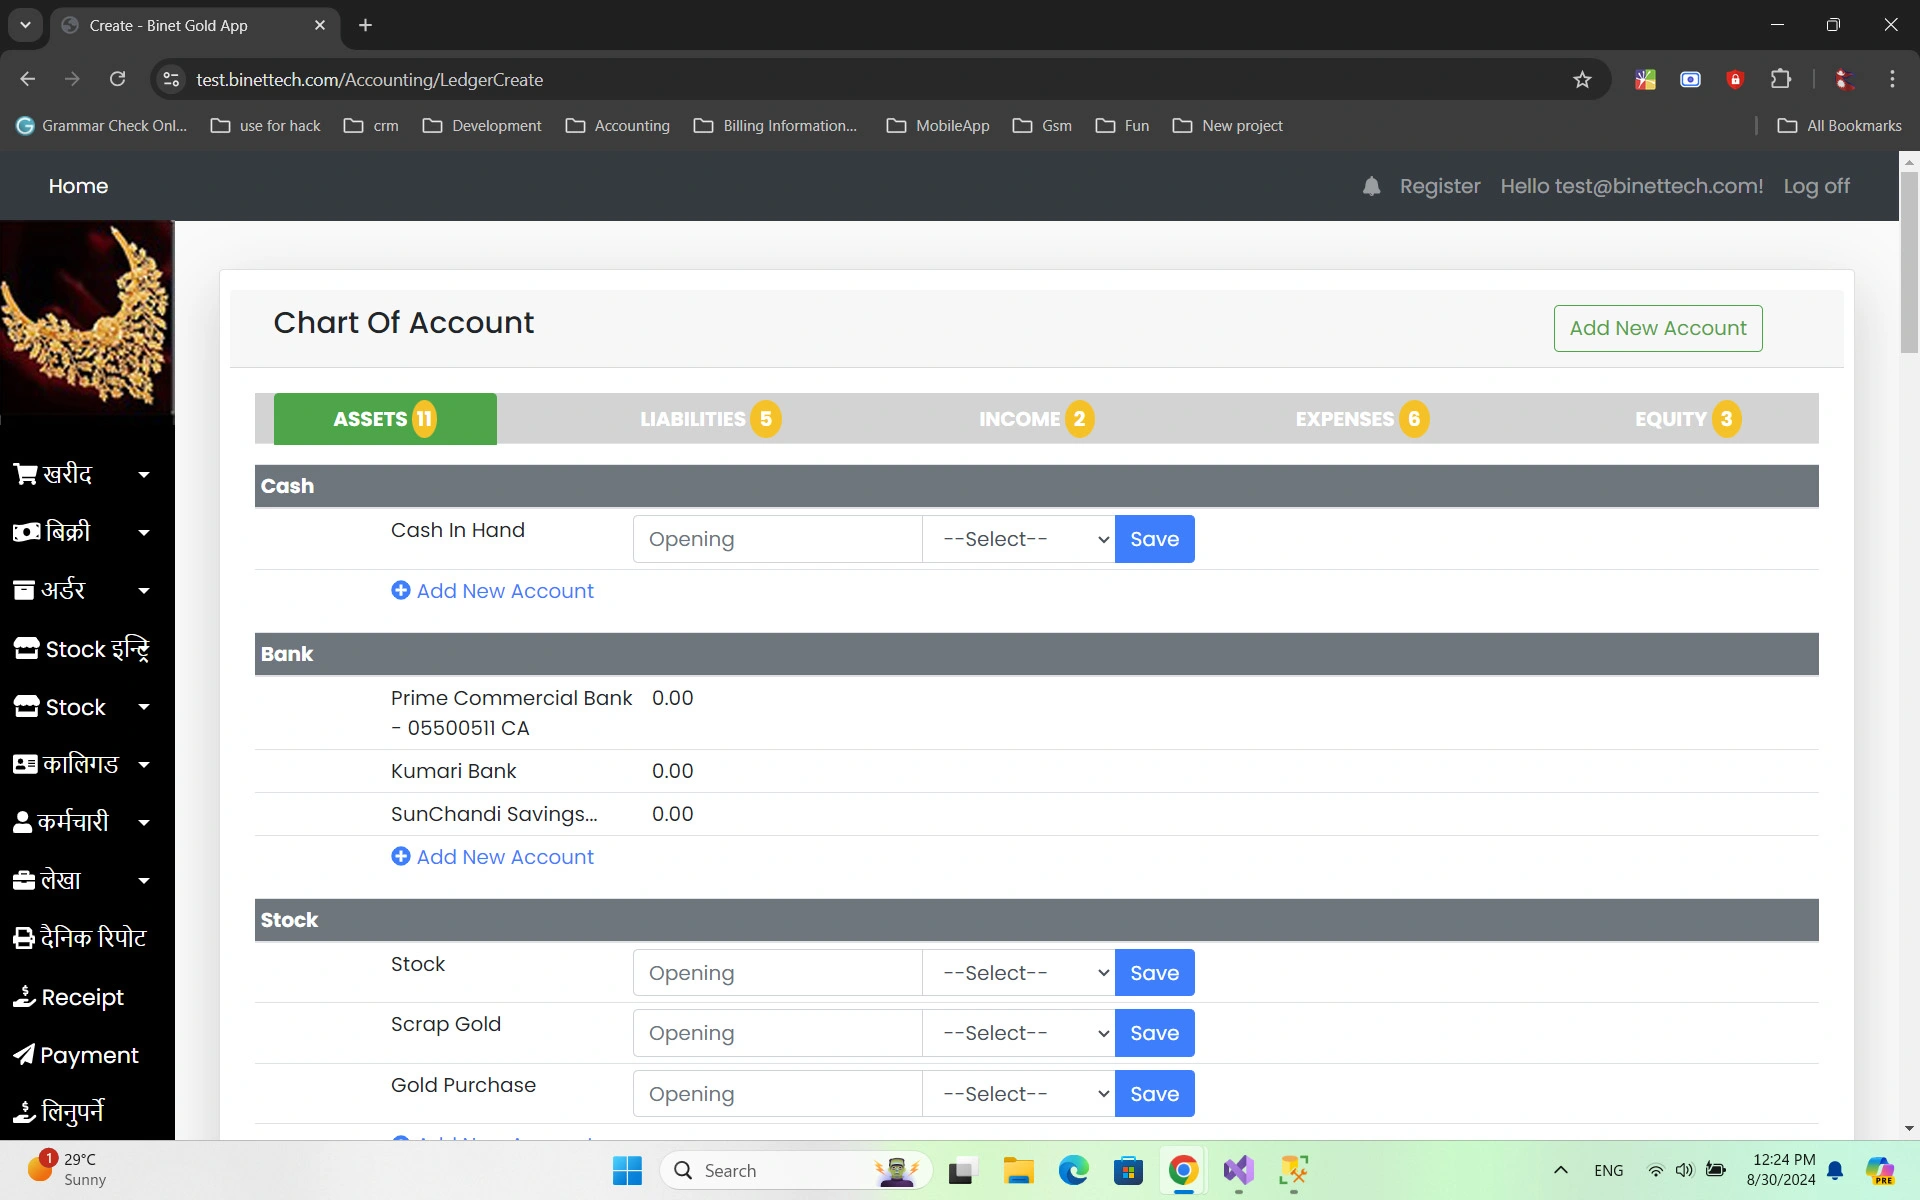 Create - Binet Gold App
test.binettech.com/Accounting/LedgerCreate
Grammar Check Onl...
use for hack
crm
Development
Accounting
Billing Information...
MobileApp
Gsm
Fun
New project
All Bookmarks
Home
Register
Hello test@binettech.com!
Log off
खरीद
बिक्री
अर्डर
Stock इन्ट्रि
Stock
कालिगड
कर्मचारी
लेखा
दैनिक रिपोट
Receipt
Payment
लिनुपर्ने
Chart Of Account
Add New Account
ASSETS 11
LIABILITIES 5
INCOME 2
EXPENSES 6
EQUITY 3
Cash
Cash In Hand
Opening
--Select--
Save
Add New Account
Bank
Prime Commercial Bank
- 05500511 CA
0.00
Kumari Bank
0.00
SunChandi Savings...
0.00
Add New Account
Stock
Stock
Opening
--Select--
Save
Scrap Gold
Opening
--Select--
Save
Gold Purchase
Opening
--Select--
Save
1
29°C
Sunny
Search
ENG
12:24 PM
8/30/2024
PRE